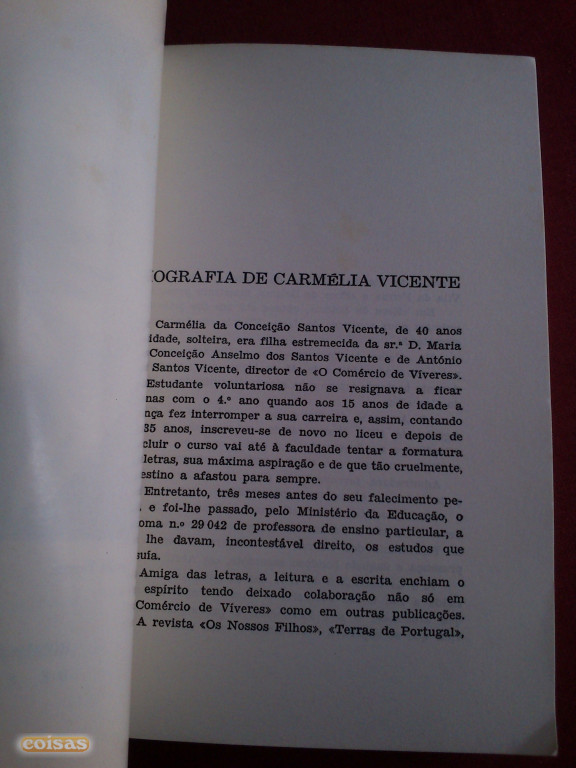 IOGRAFIA DE CARMÉLIA VICENTE
Carmélia da Conceição Santos Vicente, de 40 anos
idade, solteira, era filha estremecida da sr.ª D. Maria
Conceição Anselmo dos Santos Vicente e de António
Santos Vicente, director de «O Comércio de Víveres».
Estudante voluntariosa não se resignava a ficar
nas com o 4.º ano quando aos 15 anos de idade a
nça fez interromper a sua carreira e, assim, contando
35 anos, inscreveu-se de novo no liceu e depois de
cluir o curso vai até à faculdade tentar a formatura
letras, sua máxima aspiração e de que tão cruelmente,
estino a afastou para sempre.
Entretanto, três meses antes do seu falecimento pe-
, e foi-lhe passado, pelo Ministério da Educação, o
oma n.º 29 042 de professora de ensino particular, a
lhe davam, incontestável direito, os estudos que
suía.
Amiga das letras, a leitura e a escrita enchiam o
espírito tendo deixado colaboração não só em
Comércio de Víveres» como em outras publicações.
A revista «Os Nossos Filhos», «Terras de Portugal»,
coisas